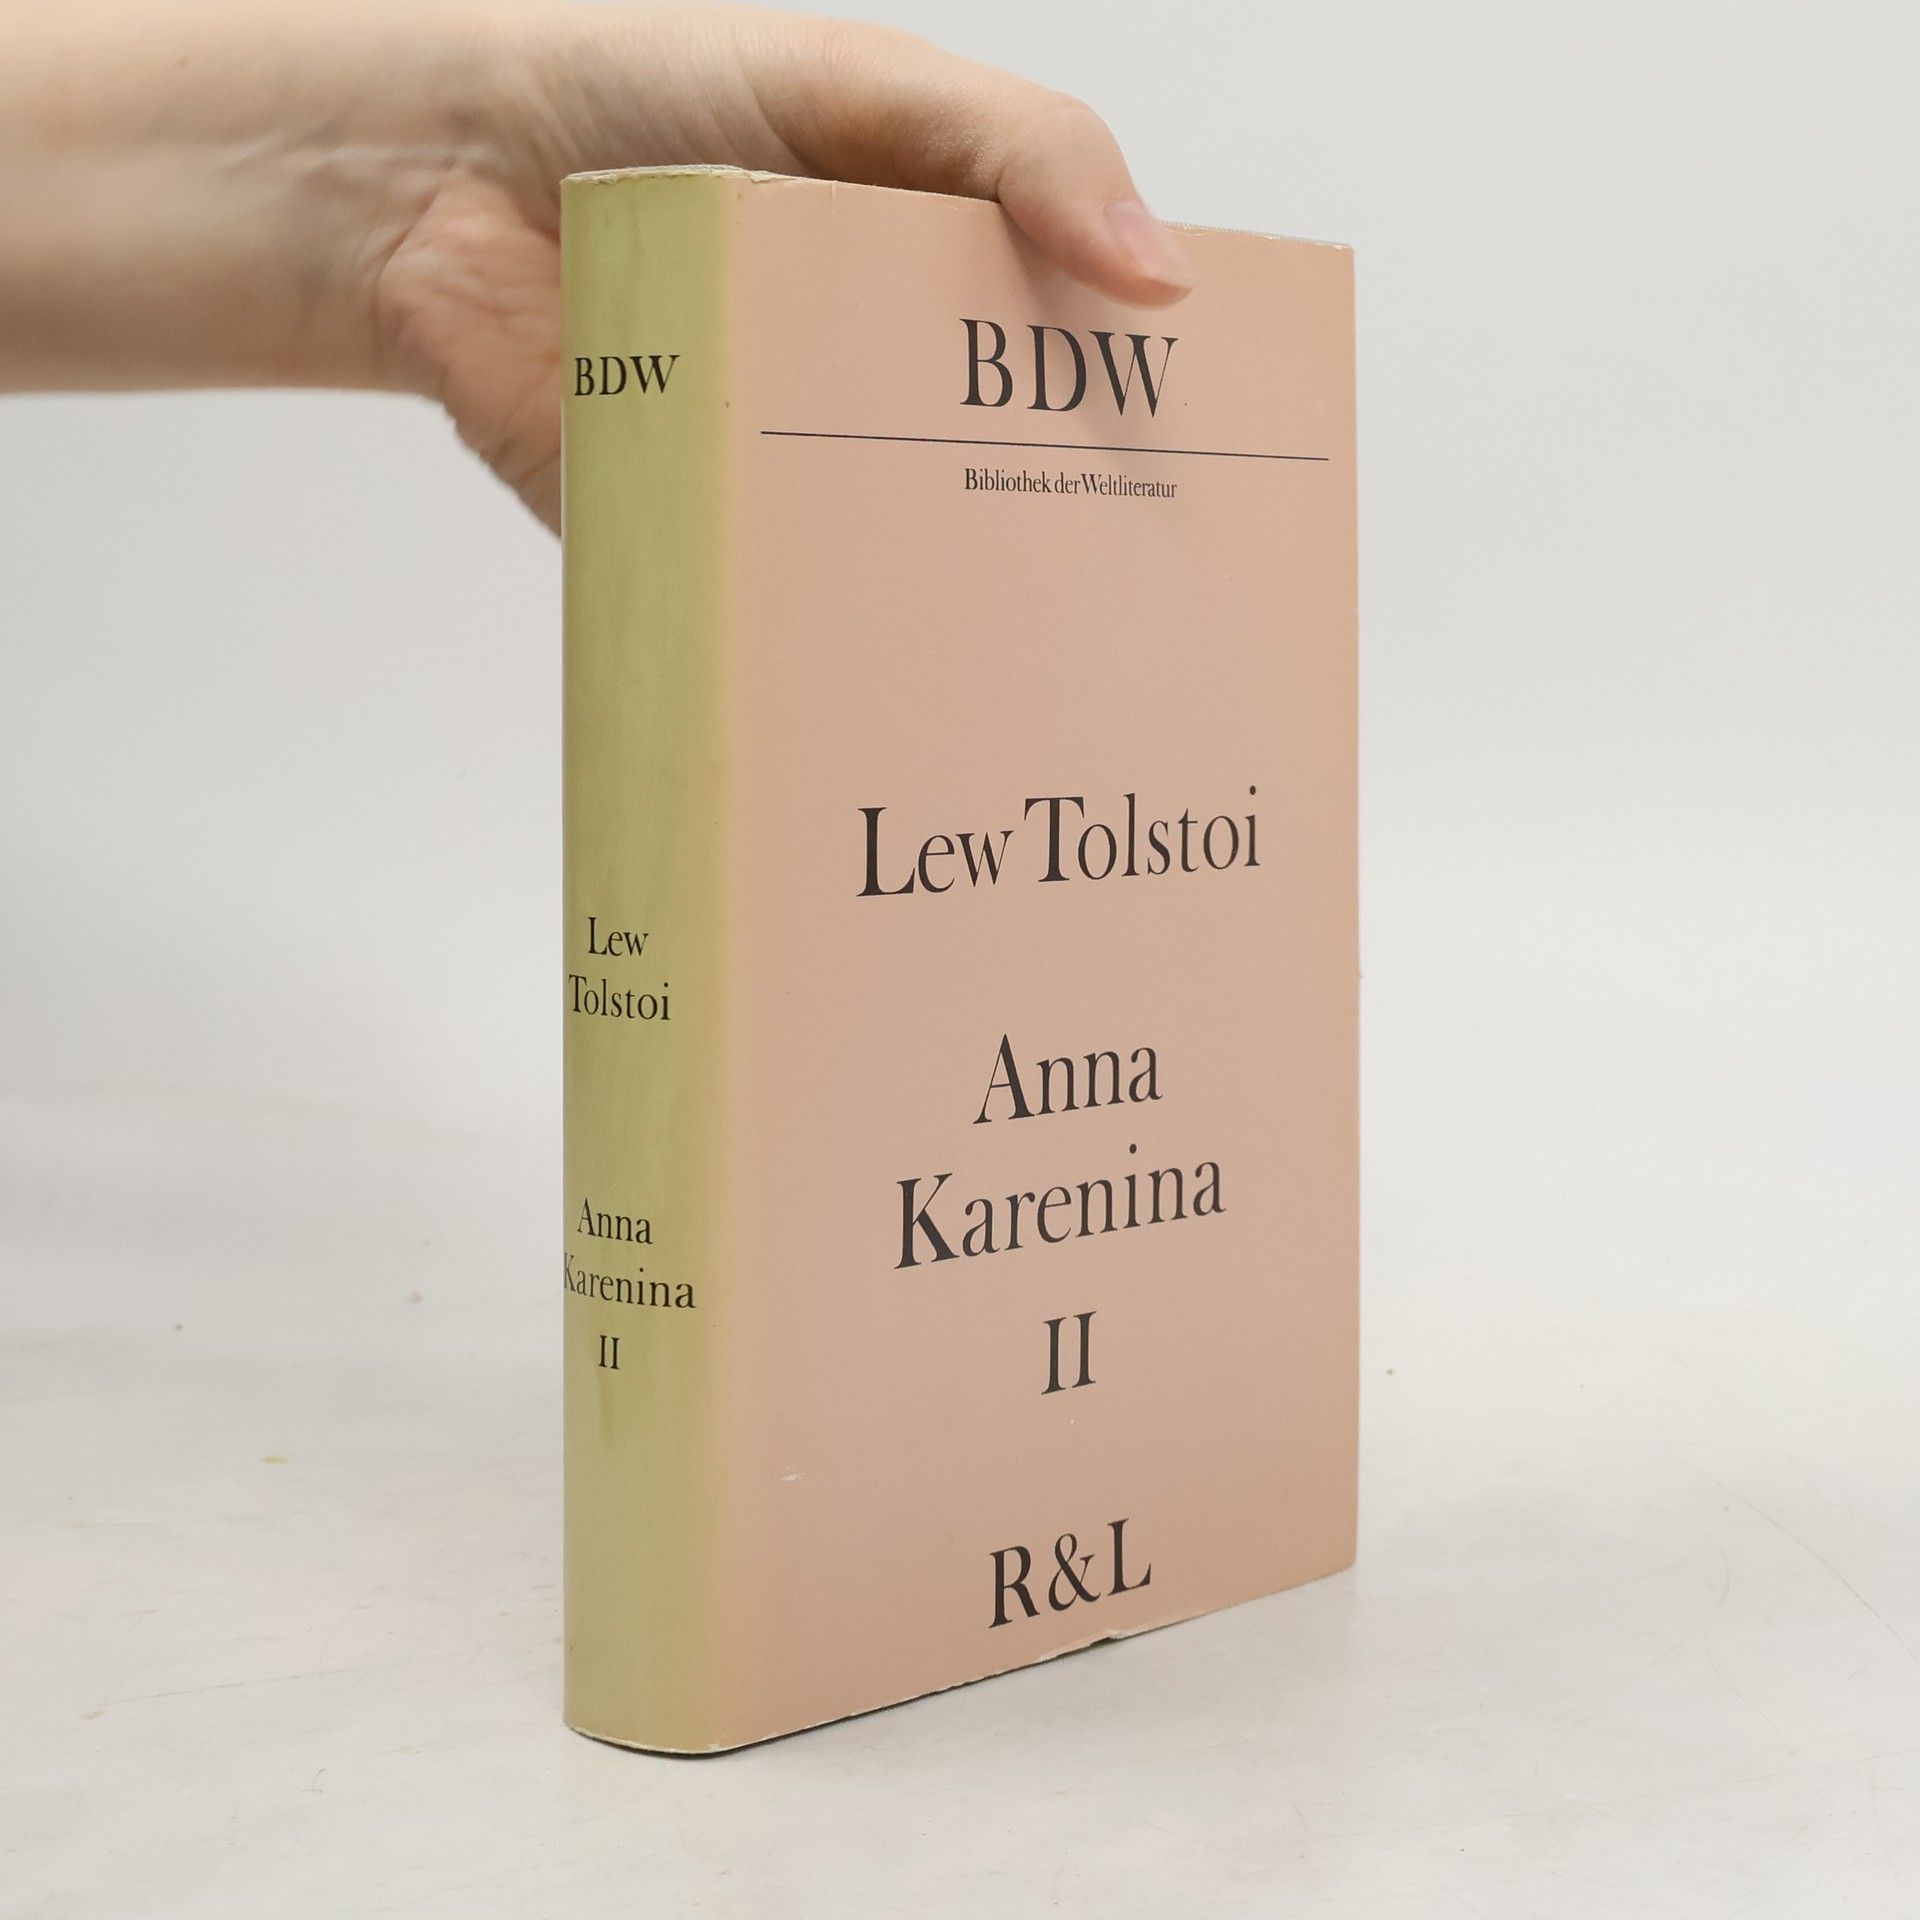 BDW
Lew
Tolstoi
Anna
Karenina
II
BDW
Bibliothek der Weltliteratur
Lew Tolstoi
Anna
Karenina
II
R&L